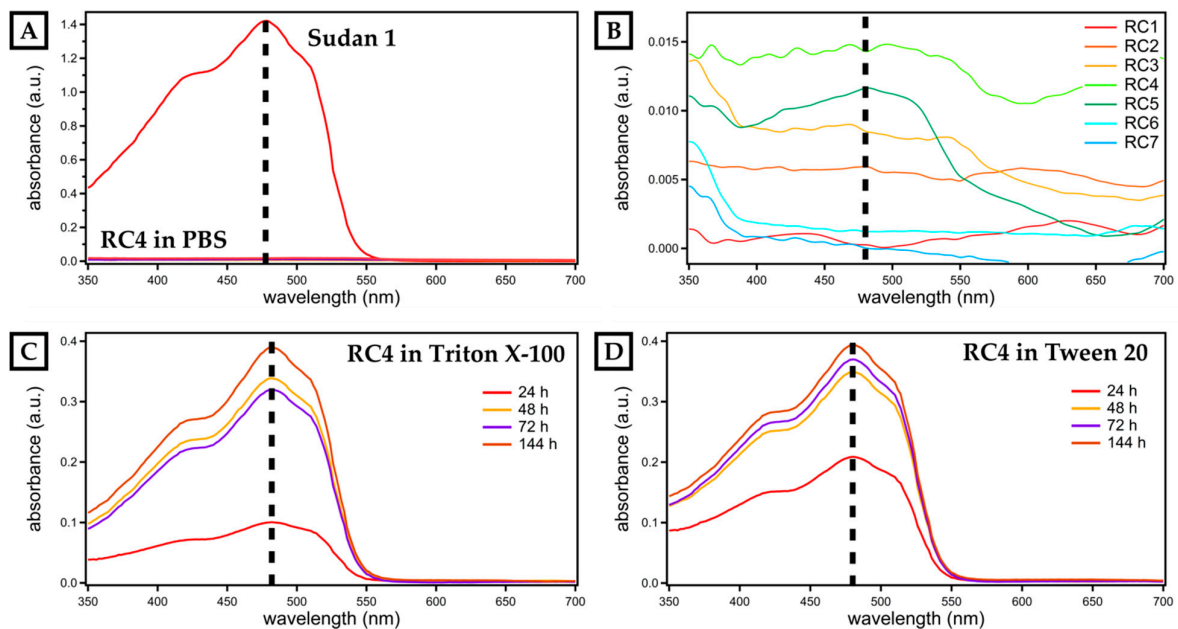 A
Sudan 1
RC4 in PBS
absorbance (a.u.)
1.4
1.2
1.0
0.8
0.6
0.4
0.2
0.0
350 400 450 500 550 600 650 700
wavelength (nm)
B
RC1
RC2
RC3
RC4
RC5
RC6
RC7
absorbance (a.u.)
0.015
0.010
0.005
0.000
350 400 450 500 550 600 650 700
wavelength (nm)
C
RC4 in Triton X-100
24 h
48 h
72 h
144 h
absorbance (a.u.)
0.4
0.3
0.2
0.1
0.0
350 400 450 500 550 600 650 700
wavelength (nm)
D
RC4 in Tween 20
24 h
48 h
72 h
144 h
absorbance (a.u.)
0.4
0.3
0.2
0.1
0.0
350 400 450 500 550 600 650 700
wavelength (nm)